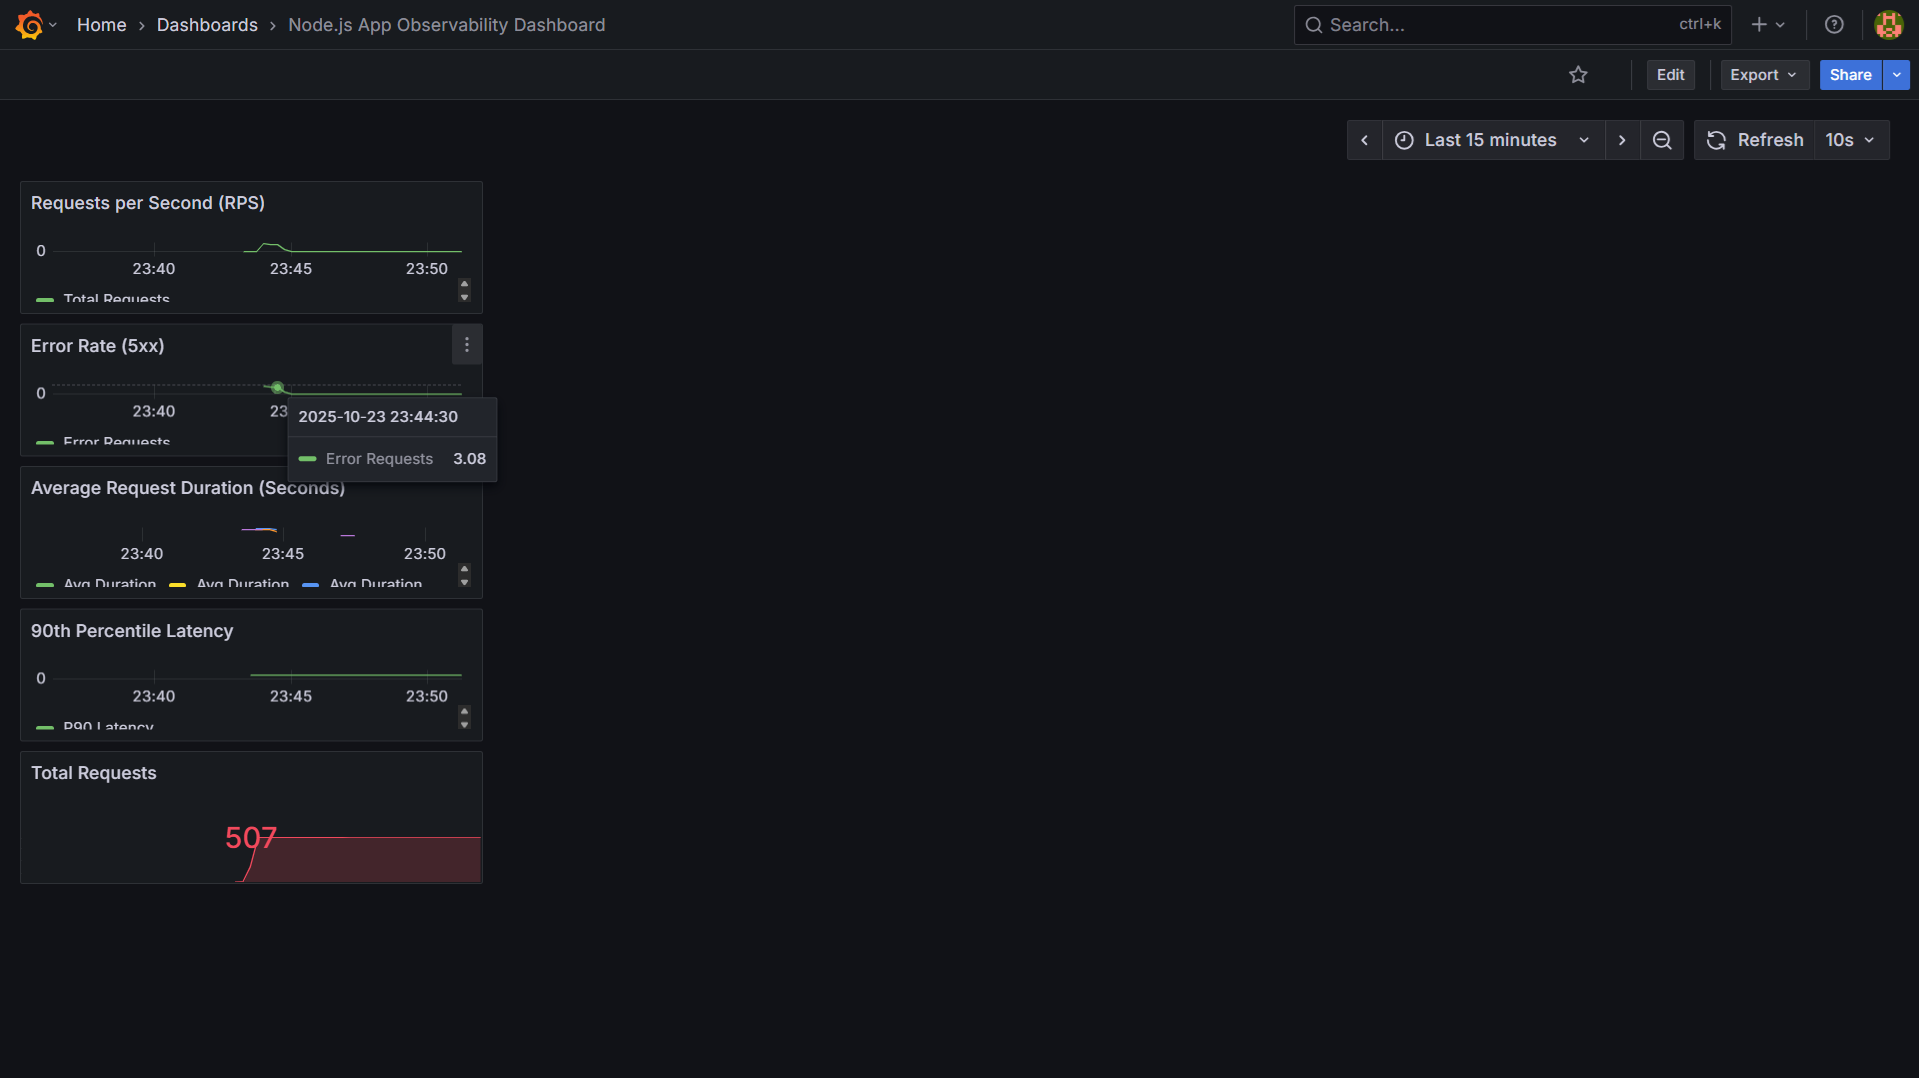 Home › Dashboards › Node.js App Observability Dashboard
Search... ctrl+k
Edit Export Share
Last 15 minutes Refresh 10s
Requests per Second (RPS)
0
23:40 23:45 23:50
Total Requests
Error Rate (5xx)
0
23:40 23
Error Requests
2025-10-23 23:44:30
Error Requests 3.08
Average Request Duration (Seconds)
23:40 23:45 23:50
Avg Duration Avg Duration Avg Duration
90th Percentile Latency
0
23:40 23:45 23:50
P90 Latency
Total Requests
507